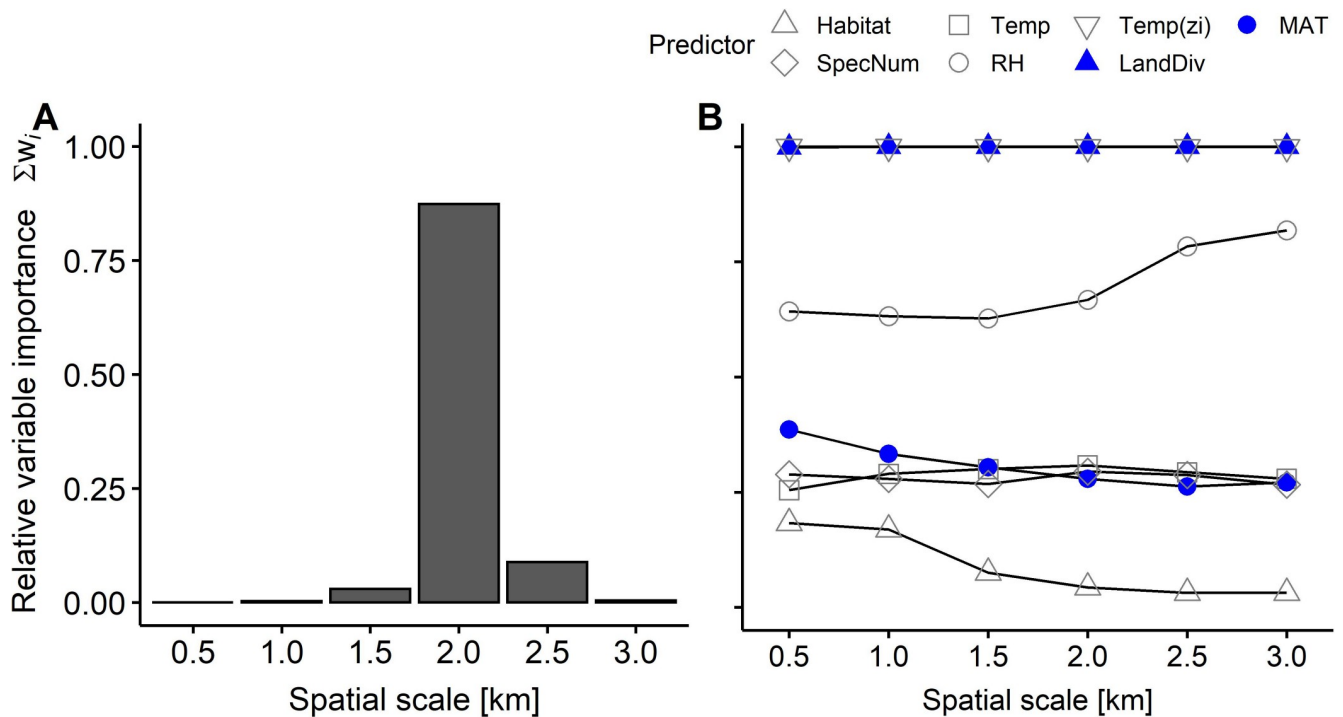 Predictor
Habitat
Temp
Temp(zi)
MAT
SpecNum
RH
LandDiv
A
B
Relative variable importance Σwi
1.00
0.75
0.50
0.25
0.00
0.5 1.0 1.5 2.0 2.5 3.0
Spatial scale [km]
0.5 1.0 1.5 2.0 2.5 3.0
Spatial scale [km]